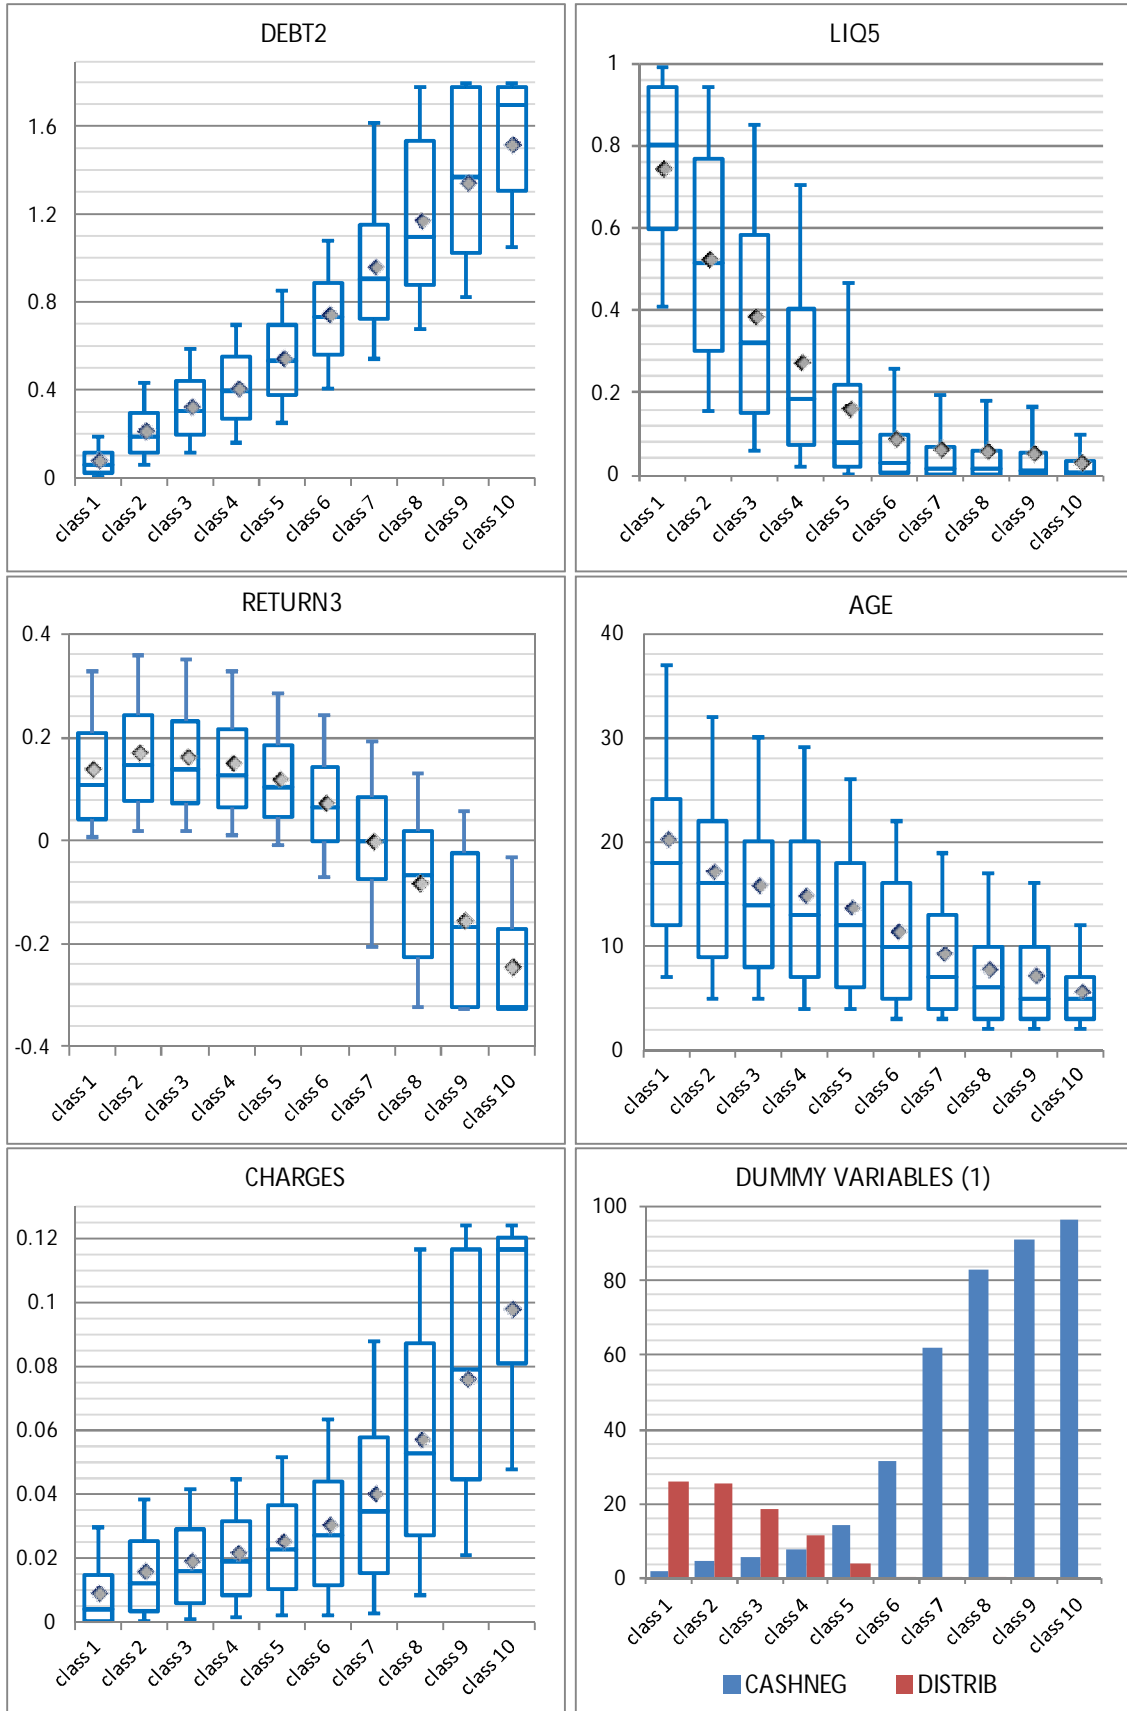 DEBT2
1.6
1.2
0.8
0.4
0
class 1
class 2
class 3
class 4
class 5
class 6
class 7
class 8
class 9
class 10
LIQ5
1
0.8
0.6
0.4
0.2
0
class 1
class 2
class 3
class 4
class 5
class 6
class 7
class 8
class 9
class 10
RETURN3
0.4
0.2
0
-0.2
-0.4
class 1
class 2
class 3
class 4
class 5
class 6
class 7
class 8
class 9
class 10
AGE
40
30
20
10
0
class 1
class 2
class 3
class 4
class 5
class 6
class 7
class 8
class 9
class 10
CHARGES
0.12
0.1
0.08
0.06
0.04
0.02
0
class 1
class 2
class 3
class 4
class 5
class 6
class 7
class 8
class 9
class 10
DUMMY VARIABLES (1)
100
80
60
40
20
0
class 1
class 2
class 3
class 4
class 5
class 6
class 7
class 8
class 9
class 10
CASHNEG DISTRIB